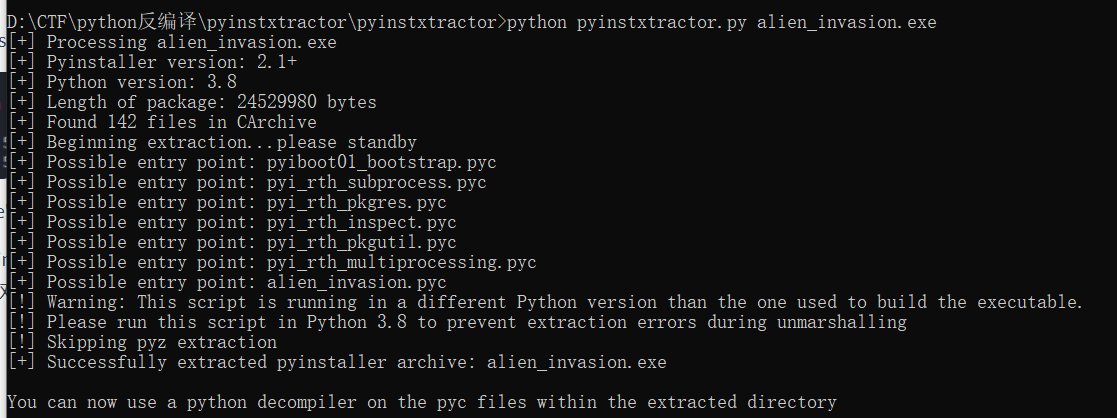 D:\CTF\python反编译\pyinstxtractor\pyinstxtractor>python pyinstxtractor.py alien_invasion.exe
[+] Processing alien_invasion.exe
[+] Pyinstaller version: 2.1+
[+] Python version: 3.8
[+] Length of package: 24529980 bytes
[+] Found 142 files in CArchive
[+] Beginning extraction...please standby
[+] Possible entry point: pyiboot01_bootstrap.pyc
[+] Possible entry point: pyi_rth_subprocess.pyc
[+] Possible entry point: pyi_rth_pkgres.pyc
[+] Possible entry point: pyi_rth_inspect.pyc
[+] Possible entry point: pyi_rth_pkgutil.pyc
[+] Possible entry point: pyi_rth_multiprocessing.pyc
[+] Possible entry point: alien_invasion.pyc
[!] Warning: This script is running in a different Python version than the one used to build the executable.
[!] Please run this script in Python 3.8 to prevent extraction errors during unmarshalling
[!] Skipping pyz extraction
[+] Successfully extracted pyinstaller archive: alien_invasion.exe
You can now use a python decompiler on the pyc files within the extracted directory